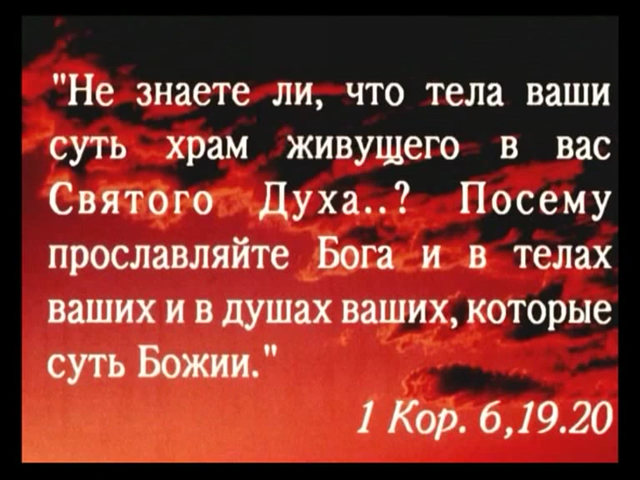 "Не знаете ли, что тела ваши
суть храм живущего в вас
Святого Духа..? Посему
прославляйте Бога и в телах
ваших и в душах ваших, которые
суть Божии."
1 Кор. 6,19.20